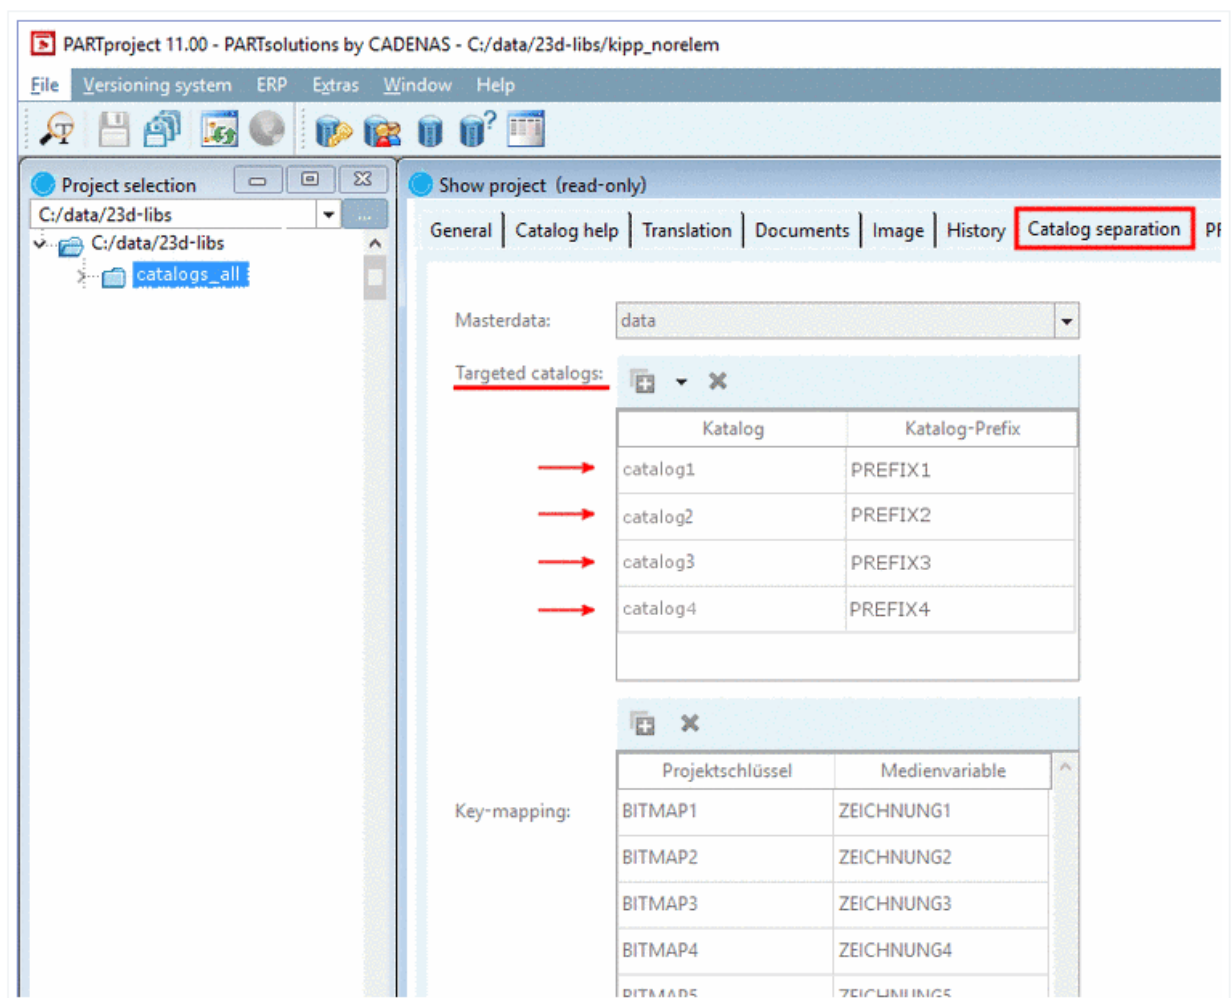 PARTproject 11.00 - PARTsolutions by CADENAS - C:/data/23d-libs/kipp_norelem
File Versioning system ERP Extras Window Help
Project selection
C:/data/23d-libs ...
C:/data/23d-libs
catalogs_all
Show project (read-only)
General Catalog help Translation Documents Image History Catalog separation
Masterdata: data
Targeted catalogs:
Katalog Katalog-Prefix
catalog1 PREFIX1
catalog2 PREFIX2
catalog3 PREFIX3
catalog4 PREFIX4
Projektschlüssel Medienvariable
Key-mapping: BITMAP1 ZEICHNUNG1
BITMAP2 ZEICHNUNG2
BITMAP3 ZEICHNUNG3
BITMAP4 ZEICHNUNG4
BITMAP5 ZEICHNUNG5